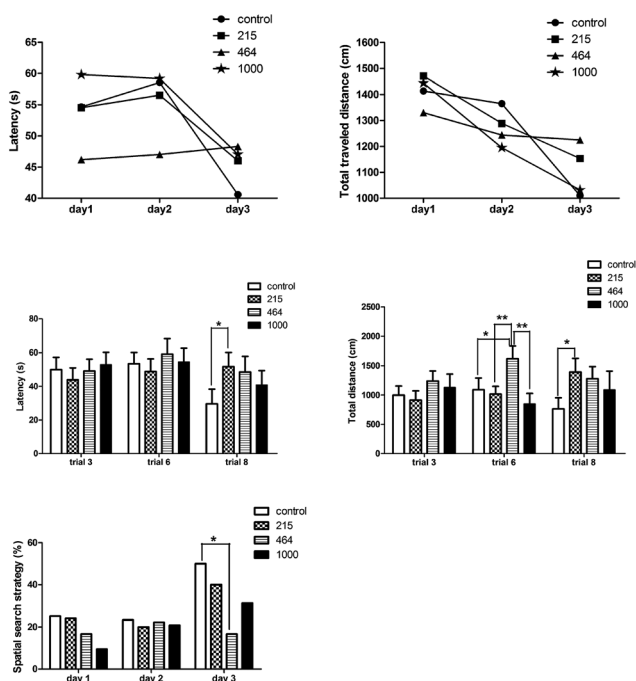 control
215
464
1000
Latency (s)
65
60
55
50
45
40
day1 day2 day3
control
215
464
1000
Total traveled distance (cm)
1600
1500
1400
1300
1200
1100
1000
day1 day2 day3
control
215
464
1000
Latency (s)
80
60
40
20
0
*
trial 3 trial 6 trial 8
control
215
464
1000
Total distance (cm)
2500
2000
1500
1000
500
0
* ** ** *
trial 3 trial 6 trial 8
control
215
464
1000
Spatial search strategy (%)
60
40
20
0
*
day 1 day 2 day 3